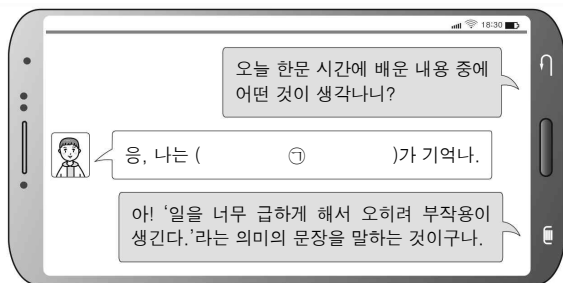 18:30
오늘 한문 시간에 배운 내용 중에
어떤 것이 생각나니?
응, 나는 ( ㉠ )가 기억나.
아! ‘일을 너무 급하게 해서 오히려 부작용이
생긴다.’라는 의미의 문장을 말하는 것이구나.